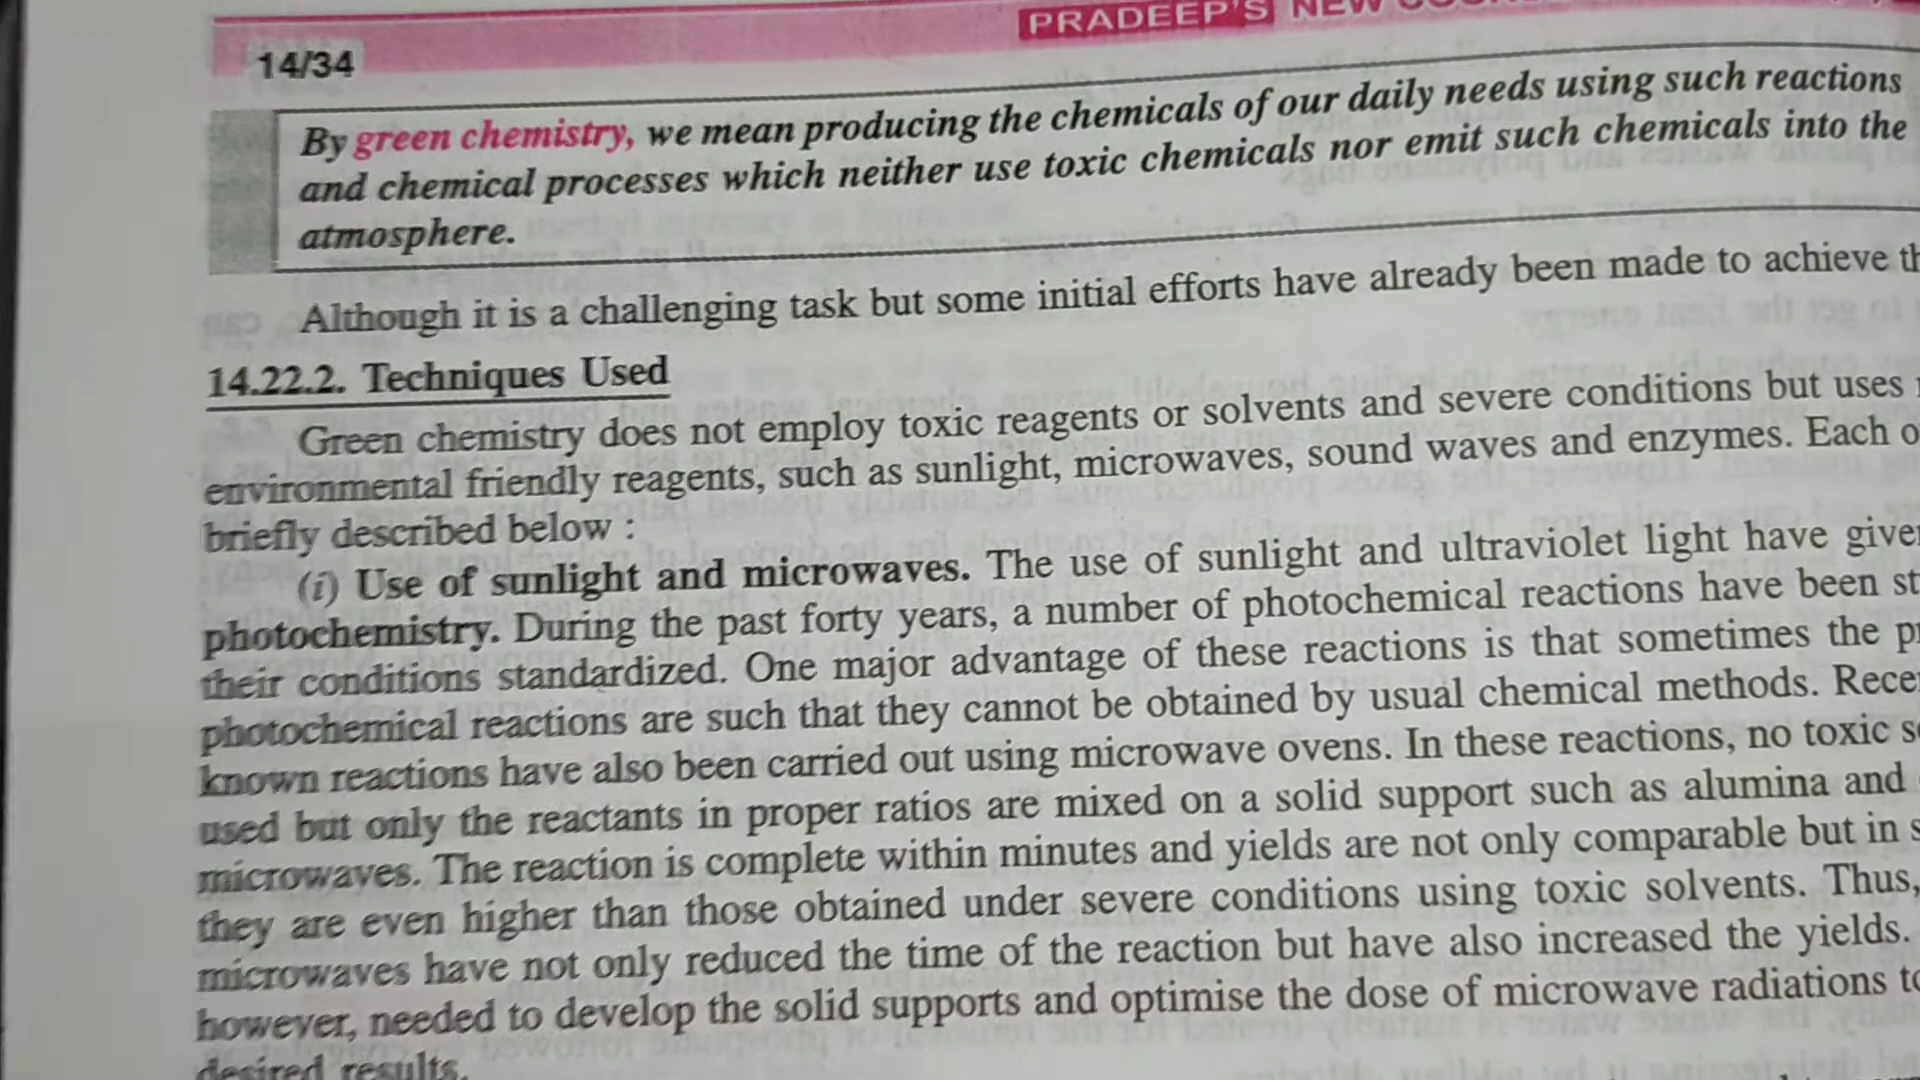 PRADEEP'S NEW
14/34
By green chemistry, we mean producing the chemicals of our daily needs using such reactions
and chemical processes which neither use toxic chemicals nor emit such chemicals into the
atmosphere.
Although it is a challenging task but some initial efforts have already been made to achieve
14.22.2. Techniques Used
Green chemistry does not employ toxic reagents or solvents and severe conditions but uses
environmental friendly reagents, such as sunlight, microwaves, sound waves and enzymes. Each
briefly described below :
(i) Use of sunlight and microwaves. The use of sunlight and ultraviolet light have
photochemistry. During the past forty years, a number of photochemical reactions have been
their conditions standardized. One major advantage of these reactions is that sometimes the
photochemical reactions are such that they cannot be obtained by usual chemical methods.
known reactions have also been carried out using microwave ovens. In these reactions, no toxic
used but only the reactants in proper ratios are mixed on a solid support such as alumina and
microwaves. The reaction is complete within minutes and yields are not only comparable but in
they are even higher than those obtained under severe conditions using toxic solvents. Thus,
microwaves have not only reduced the time of the reaction but have also increased the yields.
however, needed to develop the solid supports and optimise the dose of microwave radiations
desired results.